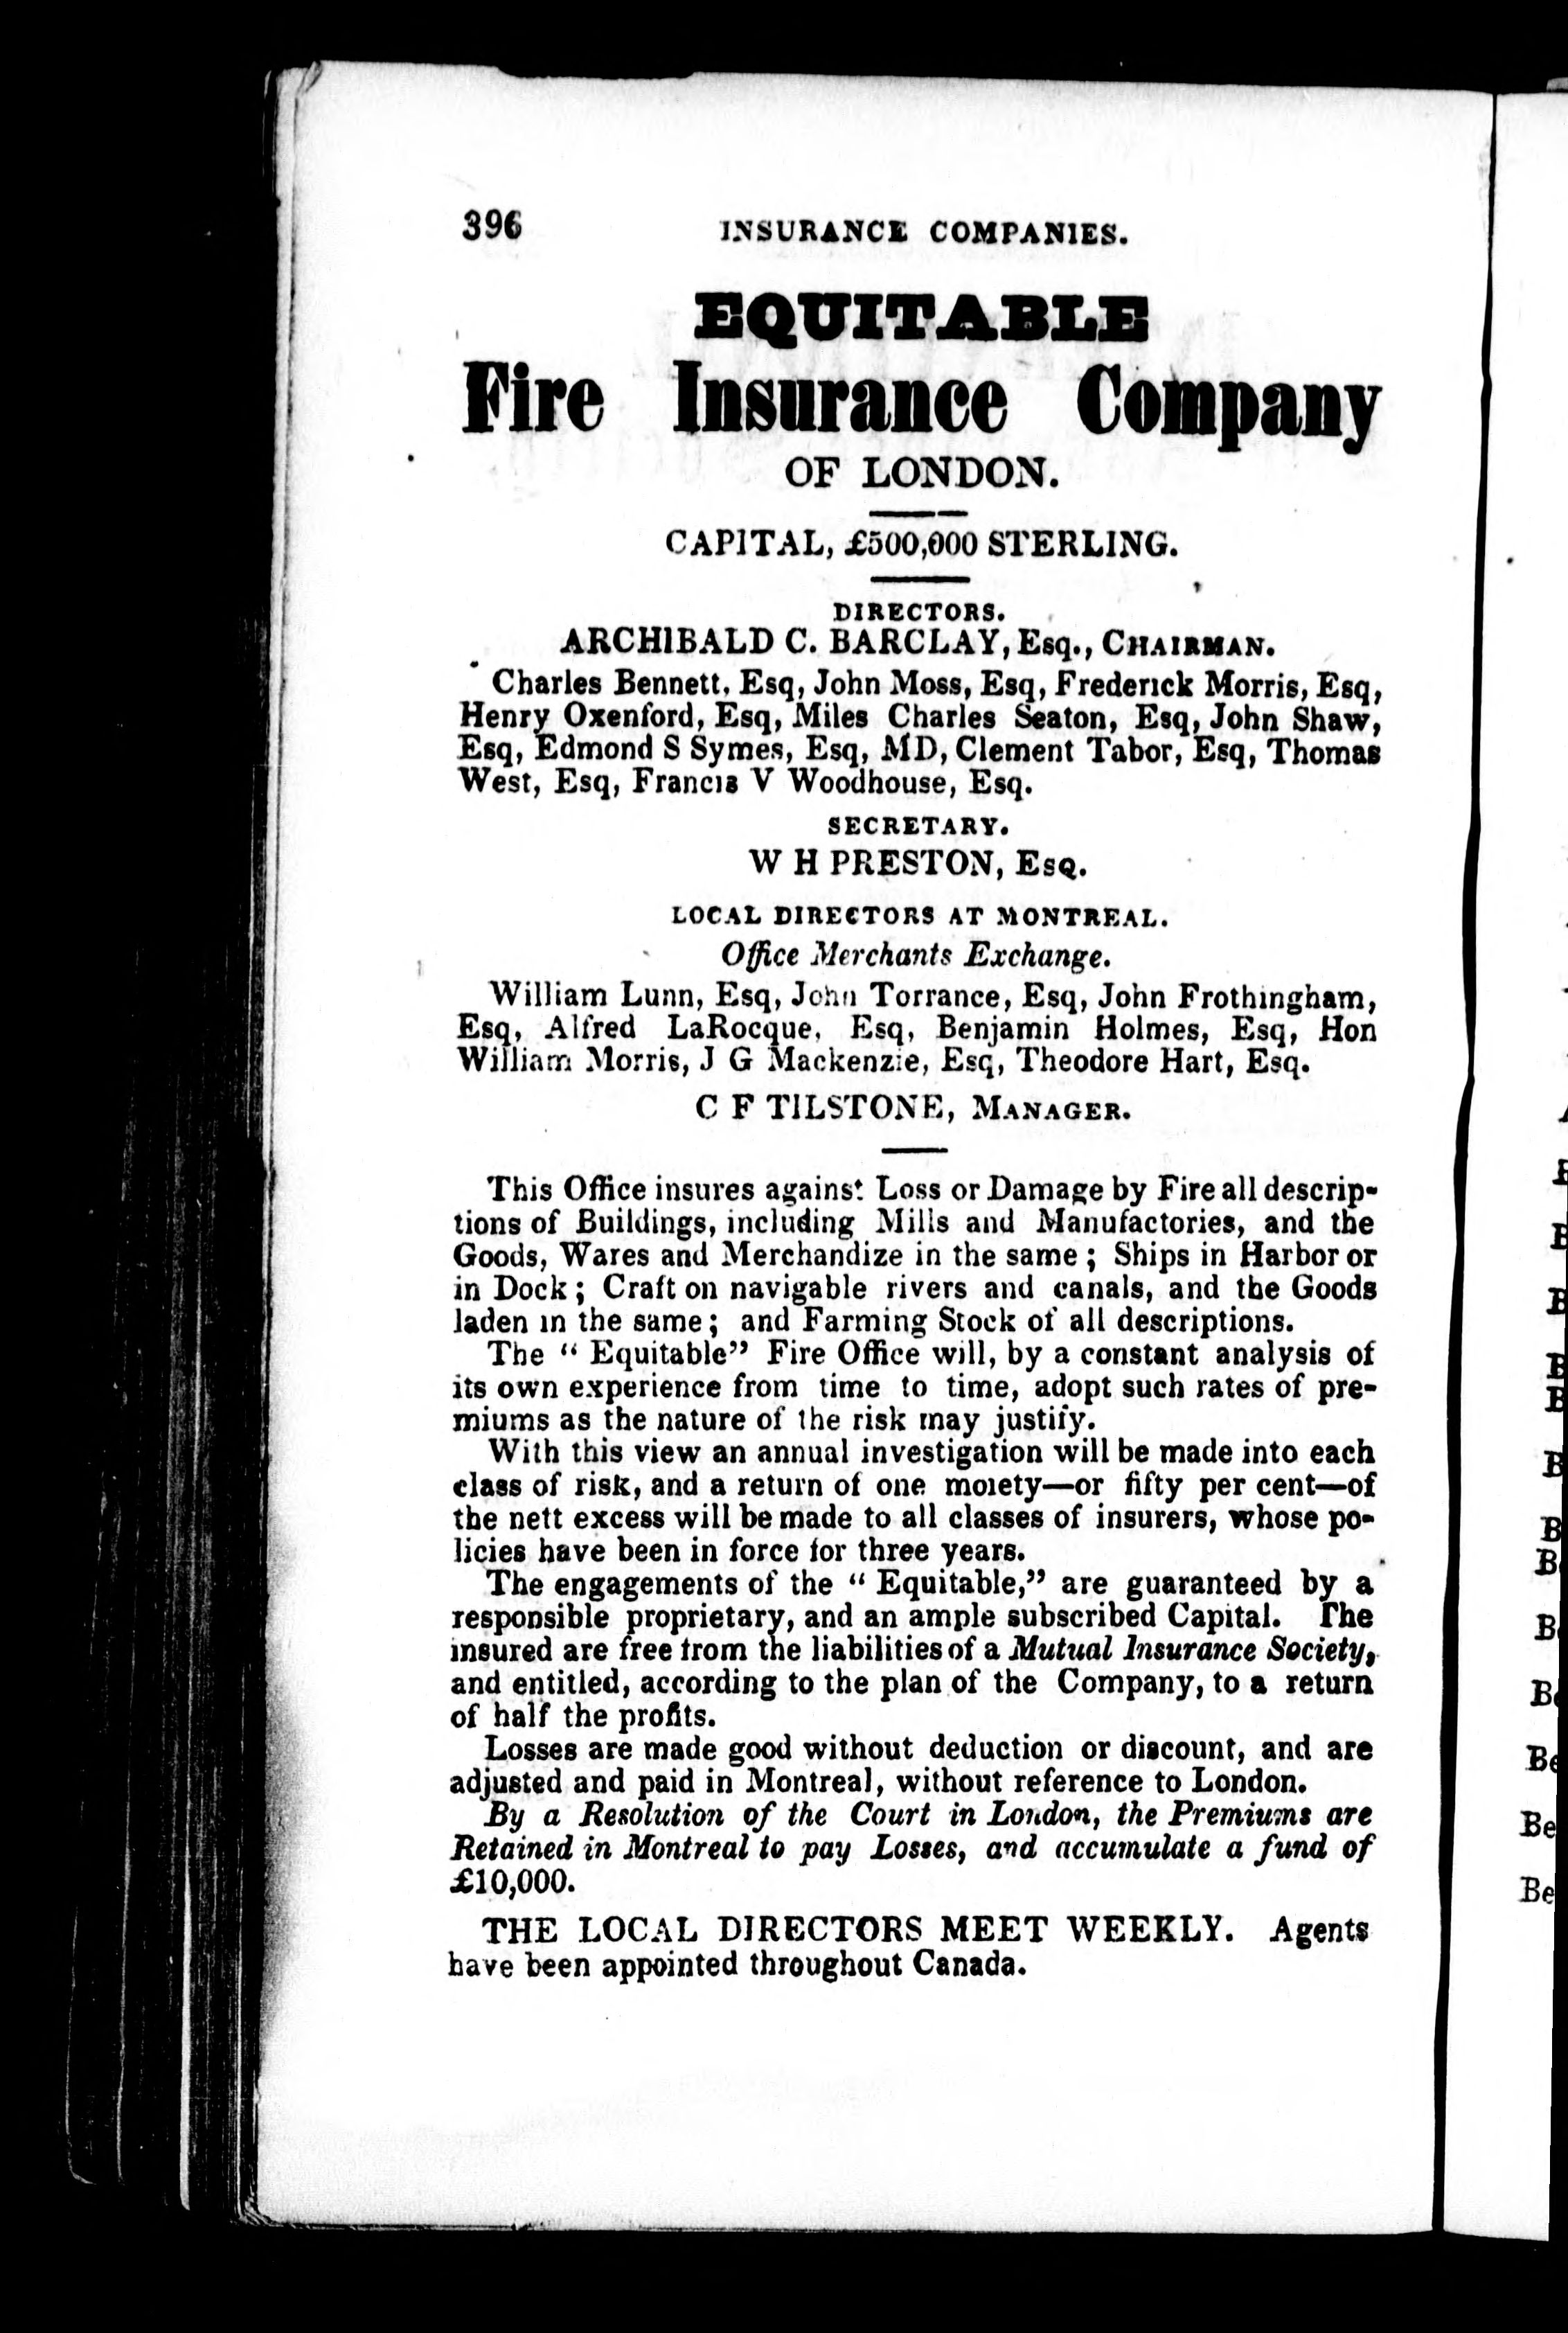 396 INSURANCE COMPANIES.
EQUITABLE
Fire Insurance Company
OF LONDON.
CAPITAL, £500,000 STERLING.
DIRECTORS.
ARCHIBALD C. BARCLAY, Esq., CHAIRMAN.
Charles Bennett, Esq, John Moss, Esq, Frederick Morris, Esq,
Henry Oxenford, Esq, Miles Charles Seaton, Esq, John Shaw,
Esq, Edmond S Symes, Esq, MD, Clement Tabor, Esq, Thomas
West, Esq, Francis V Woodhouse, Esq.
SECRETARY.
W H PRESTON, ESQ.
LOCAL DIRECTORS AT MONTREAL.
Office Merchants Exchange.
William Lunn, Esq, John Torrance, Esq, John Frothingham,
Esq, Alfred LaRocque, Esq, Benjamin Holmes, Esq, Hon
William Morris, J G Mackenzie, Esq, Theodore Hart, Esq.
C F TILSTONE, MANAGER.
This Office insures against Loss or Damage by Fire all descrip-
tions of Buildings, including Mills and Manufactories, and the
Goods, Wares and Merchandize in the same; Ships in Harbor or
in Dock; Craft on navigable rivers and canals, and the Goods
laden in the same; and Farming Stock of all descriptions.
The "Equitable" Fire Office will, by a constant analysis of
its own experience from time to time, adopt such rates of pre-
miums as the nature of the risk may justify.
With this view an annual investigation will be made into each
class of risk, and a return of one moiety—or fifty per cent—of
the nett excess will be made to all classes of insurers, whose po-
licies have been in force for three years.
The engagements of the "Equitable," are guaranteed by a
responsible proprietary, and an ample subscribed Capital. The
insured are free from the liabilities of a Mutual Insurance Society,
and entitled, according to the plan of the Company, to a return
of half the profits.
Losses are made good without deduction or discount, and are
adjusted and paid in Montreal, without reference to London.
By a Resolution of the Court in London, the Premiums are
Retained in Montreal to pay Losses, and accumulate a fund of
£10,000.
THE LOCAL DIRECTORS MEET WEEKLY. Agents
have been appointed throughout Canada.